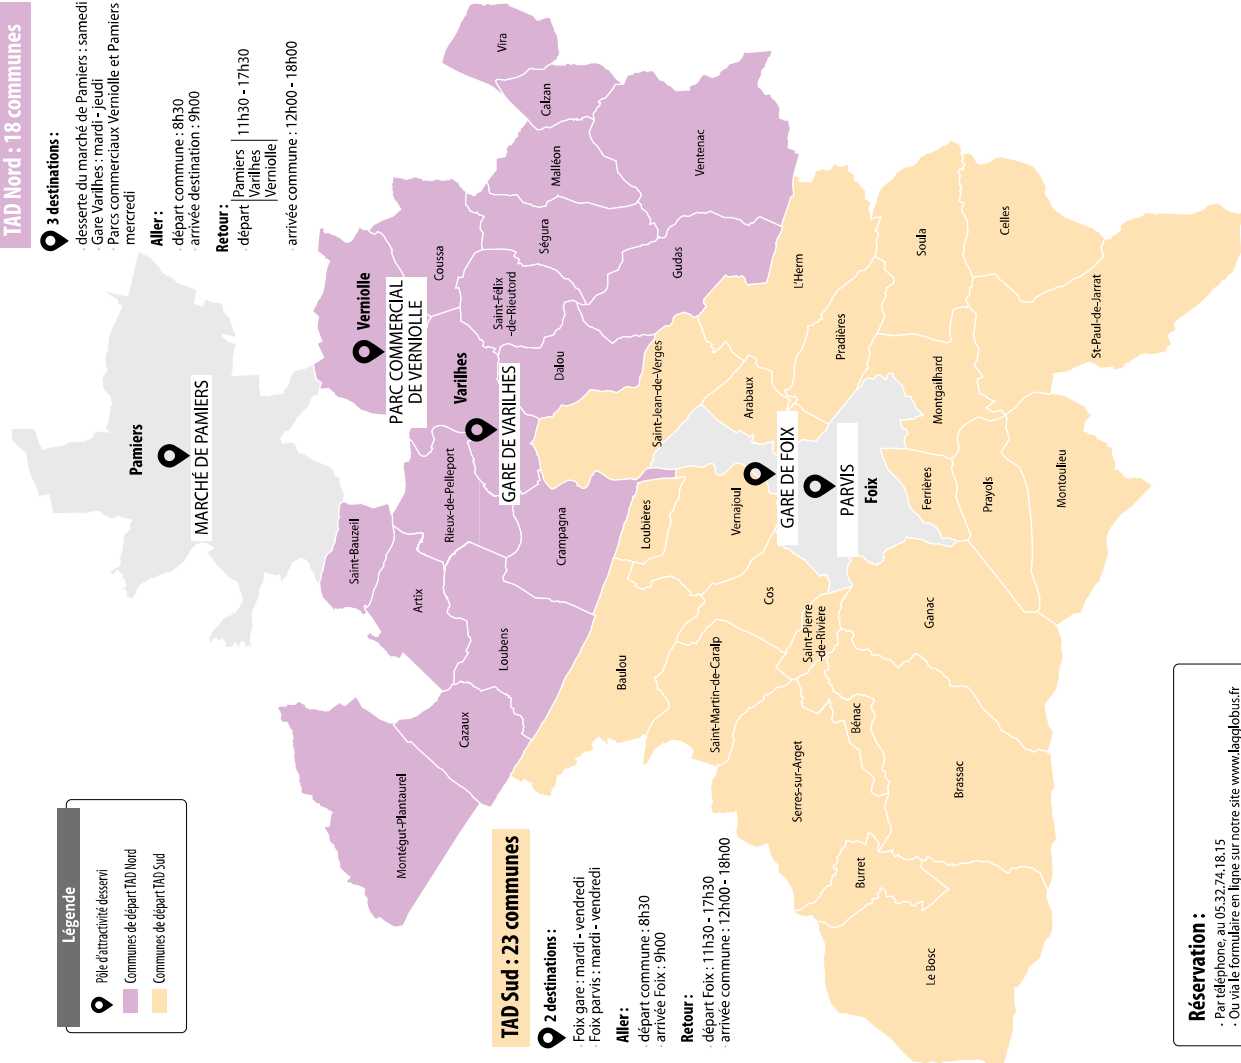 Légende
Pôle d'attractivité desservi
Communes de départ TAD Nord
Communes de départ TAD Sud
TAD Nord : 18 communes
3 destinations :
· desserte du marché de Pamiers : samedi
· Gare Varilhes : mardi - jeudi
· Parcs commerciaux Verniolle et Pamiers
mercredi
Aller :
· départ commune : 8h30
· arrivée destination : 9h00
Retour :
· départ
Pamiers
Varilhes
Verniolle
11h30 - 17h30
· arrivée commune : 12h00 - 18h00
TAD Sud : 23 communes
2 destinations :
· Foix gare : mardi - vendredi
· Foix parvis : mardi - vendredi
Aller :
· départ commune : 8h30
· arrivée Foix : 9h00
Retour :
· départ Foix : 11h30 - 17h30
· arrivée commune : 12h00 - 18h00
Pamiers
MARCHÉ DE PAMIERS
Verniolle
PARC COMMERCIAL
DE VERNIOLLE
Varilhes
GARE DE VARILHES
Vira
Calzan
Malléon
Ventenac
Coussa
Ségura
Saint-Félix
-de-Rieutord
Gudas
Dalou
Rieux-de-Pelleport
Saint-Bauzeil
Artix
Crampagna
Loubens
Cazaux
Montégut-Plantaurel
Saint-Jean-de-Verges
L'Herm
Pradières
Arabaux
Soula
Celles
St-Paul-de-Jarrat
Montgailhard
GARE DE FOIX
PARVIS
Foix
Loubières
Vernajoul
Ferrières
Prayols
Montoulieu
Baulou
Cos
Saint-Pierre
-de-Rivière
Saint-Martin-de-Caralp
Ganac
Bénac
Serres-sur-Arget
Brassac
Burret
Le Bosc
Réservation :
· Par téléphone, au 05.32.74.18.15
· Ou via le formulaire en ligne sur notre site www.lagglobus.fr